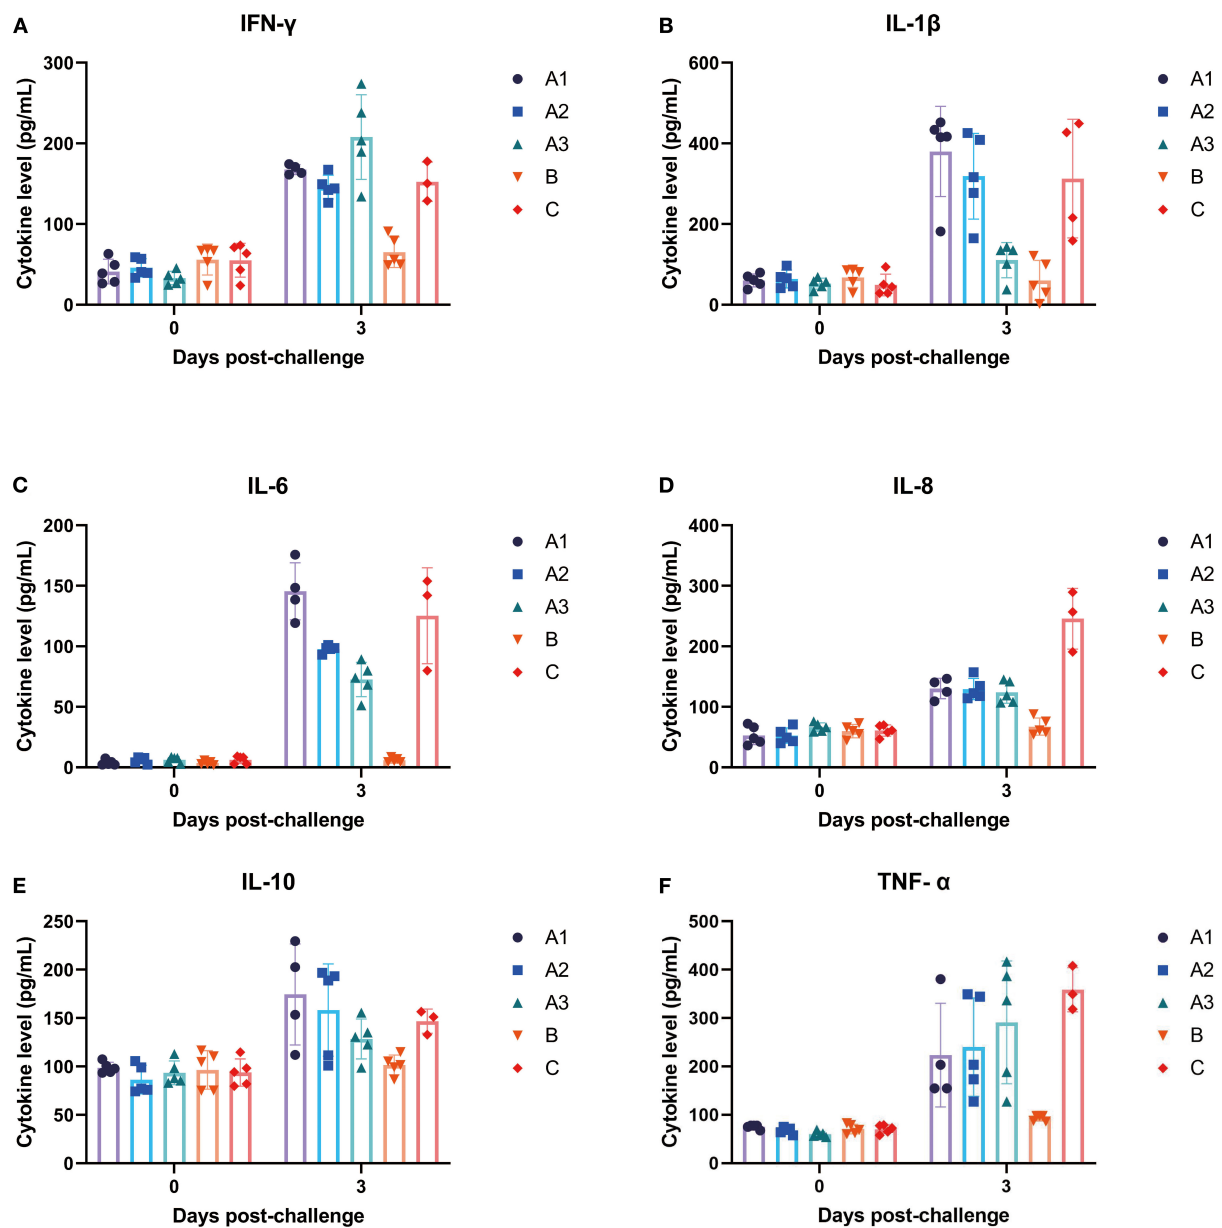 A
IFN-γ
Cytokine level (pg/mL)
300
200
100
0
0
3
Days post-challenge
A1
A2
A3
B
C
B
IL-1β
Cytokine level (pg/mL)
600
400
200
0
0
3
Days post-challenge
A1
A2
A3
B
C
C
IL-6
Cytokine level (pg/mL)
200
150
100
50
0
0
3
Days post-challenge
A1
A2
A3
B
C
D
IL-8
Cytokine level (pg/mL)
400
300
200
100
0
0
3
Days post-challenge
A1
A2
A3
B
C
E
IL-10
Cytokine level (pg/mL)
250
200
150
100
50
0
0
3
Days post-challenge
A1
A2
A3
B
C
F
TNF- α
Cytokine level (pg/mL)
500
400
300
200
100
0
0
3
Days post-challenge
A1
A2
A3
B
C